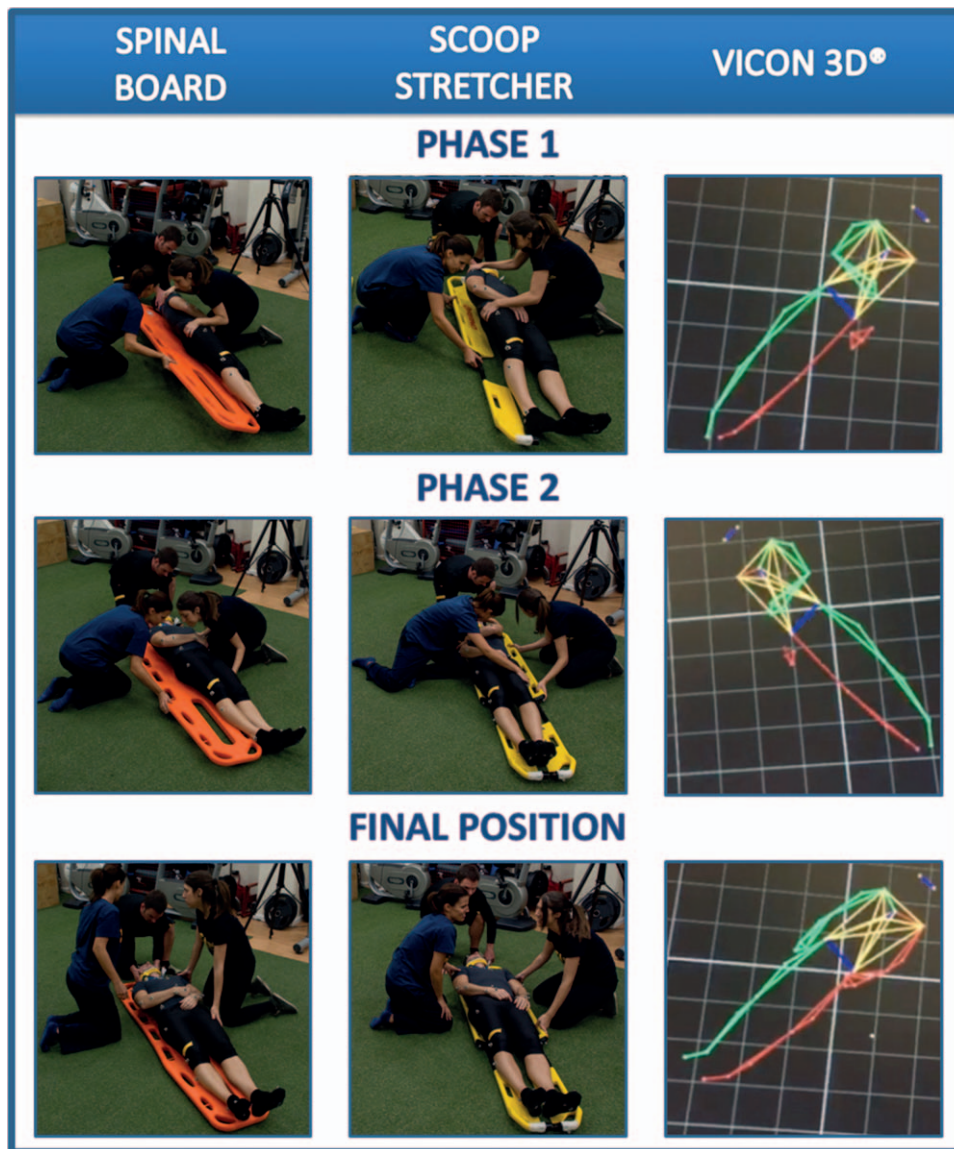 SPINAL
BOARD
SCOOP
STRETCHER
VICON 3D®
PHASE 1
PHASE 2
FINAL POSITION